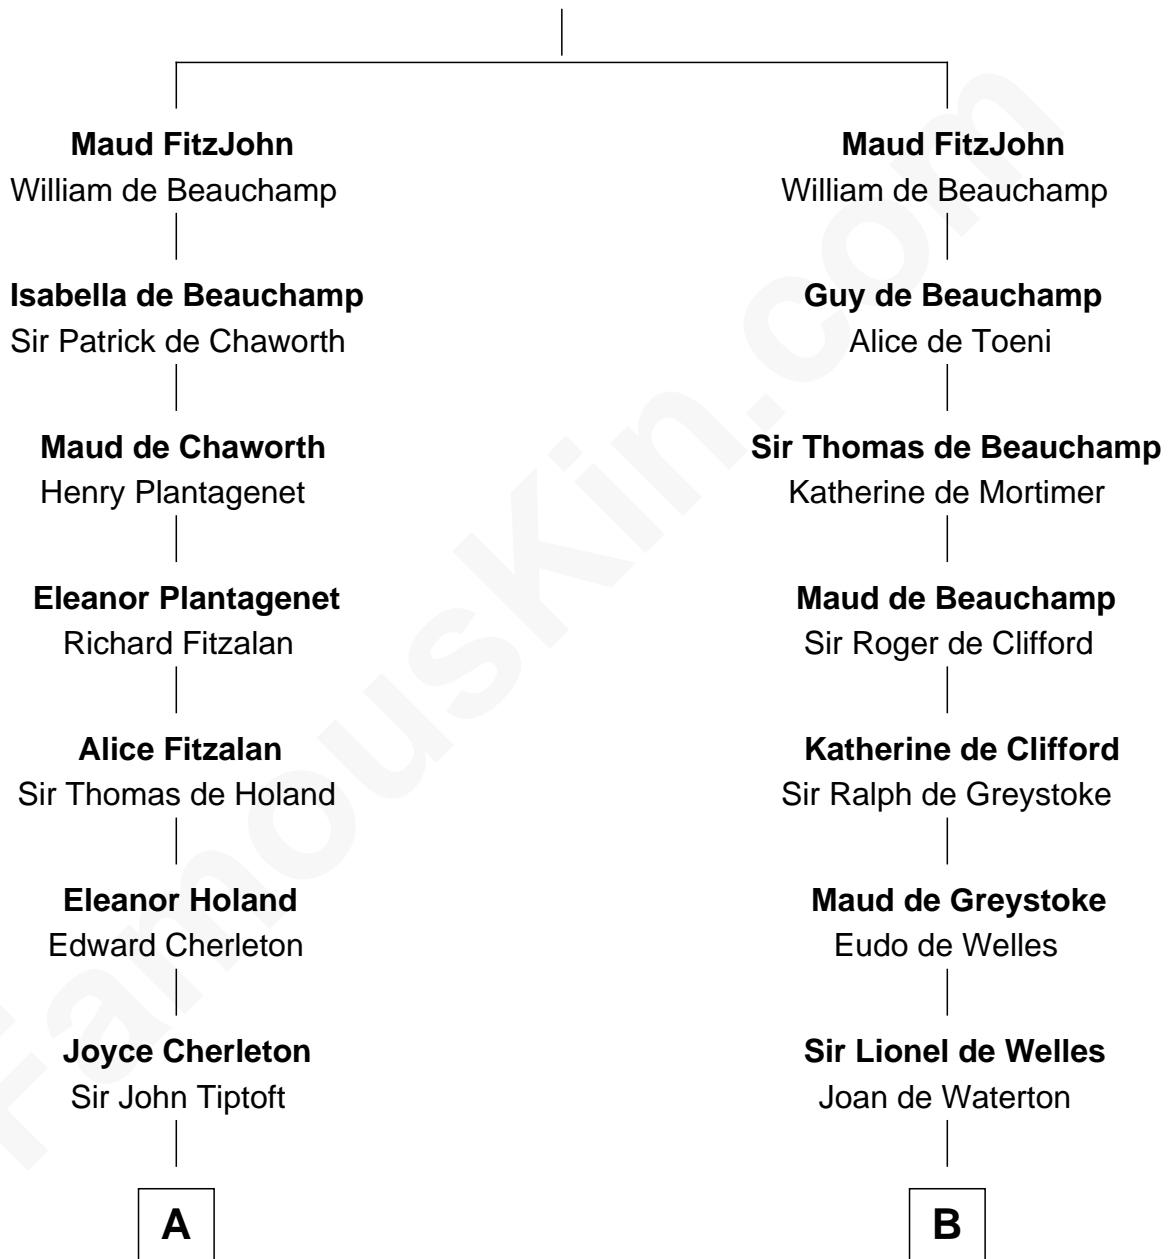 Maud FitzJohn
William de Beauchamp
Isabella de Beauchamp
Sir Patrick de Chaworth
Maud de Chaworth
Henry Plantagenet
Eleanor Plantagenet
Richard Fitzalan
Alice Fitzalan
Sir Thomas de Holand
Eleanor Holand
Edward Cherleton
Joyce Cherleton
Sir John Tiptoft
A
Maud FitzJohn
William de Beauchamp
Guy de Beauchamp
Alice de Toeni
Sir Thomas de Beauchamp
Katherine de Mortimer
Maud de Beauchamp
Sir Roger de Clifford
Katherine de Clifford
Sir Ralph de Greystoke
Maud de Greystoke
Eudo de Welles
Sir Lionel de Welles
Joan de Waterton
B
FamousKin.com